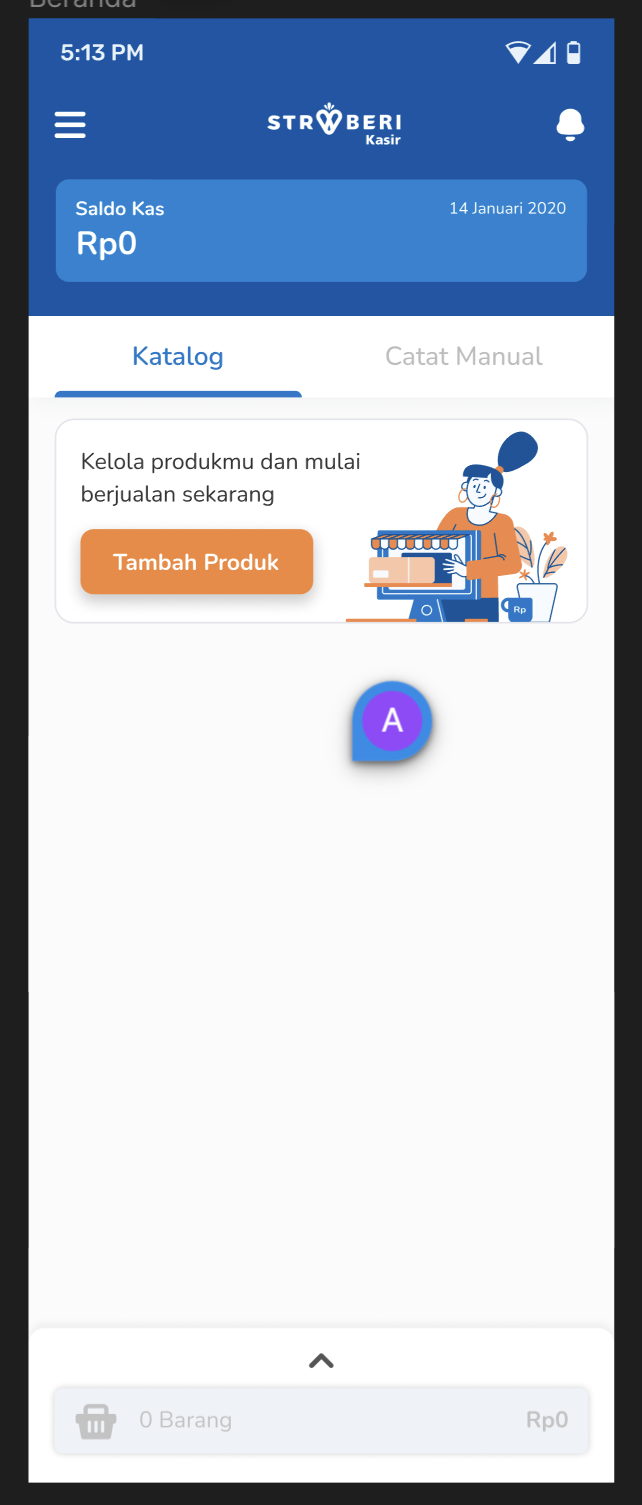 Beranda
5:13 PM
STRWBERI
Kasir
Saldo Kas
14 Januari 2020
Rp0
Katalog
Catat Manual
Kelola produkmu dan mulai
berjualan sekarang
Tambah Produk
Rp
A
0 Barang
Rp0